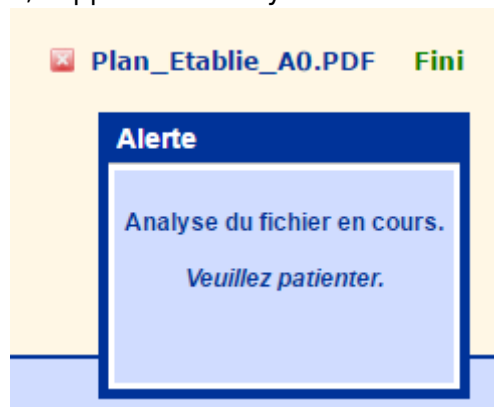 Plan_Etablie_A0.PDF Fini
Alerte
Analyse du fichier en cours.
Veuillez patienter.